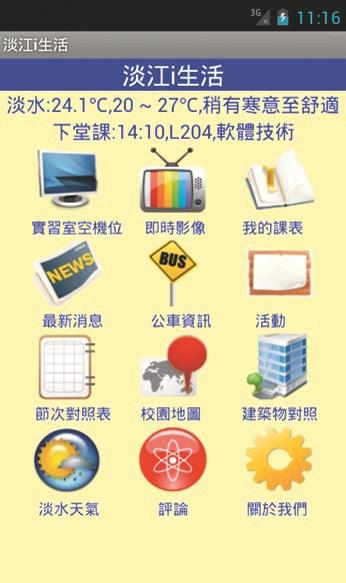 3G 11:16
淡江i生活
淡江i生活
淡水:24.1℃,20 ~ 27℃,稍有寒意至舒適
下堂課:14:10,L204,軟體技術
實習室空機位 即時影像 我的課表
NEWS BUS
最新消息 公車資訊 活動
節次對照表 校園地圖 建築物對照
淡水天氣 評論 關於我們